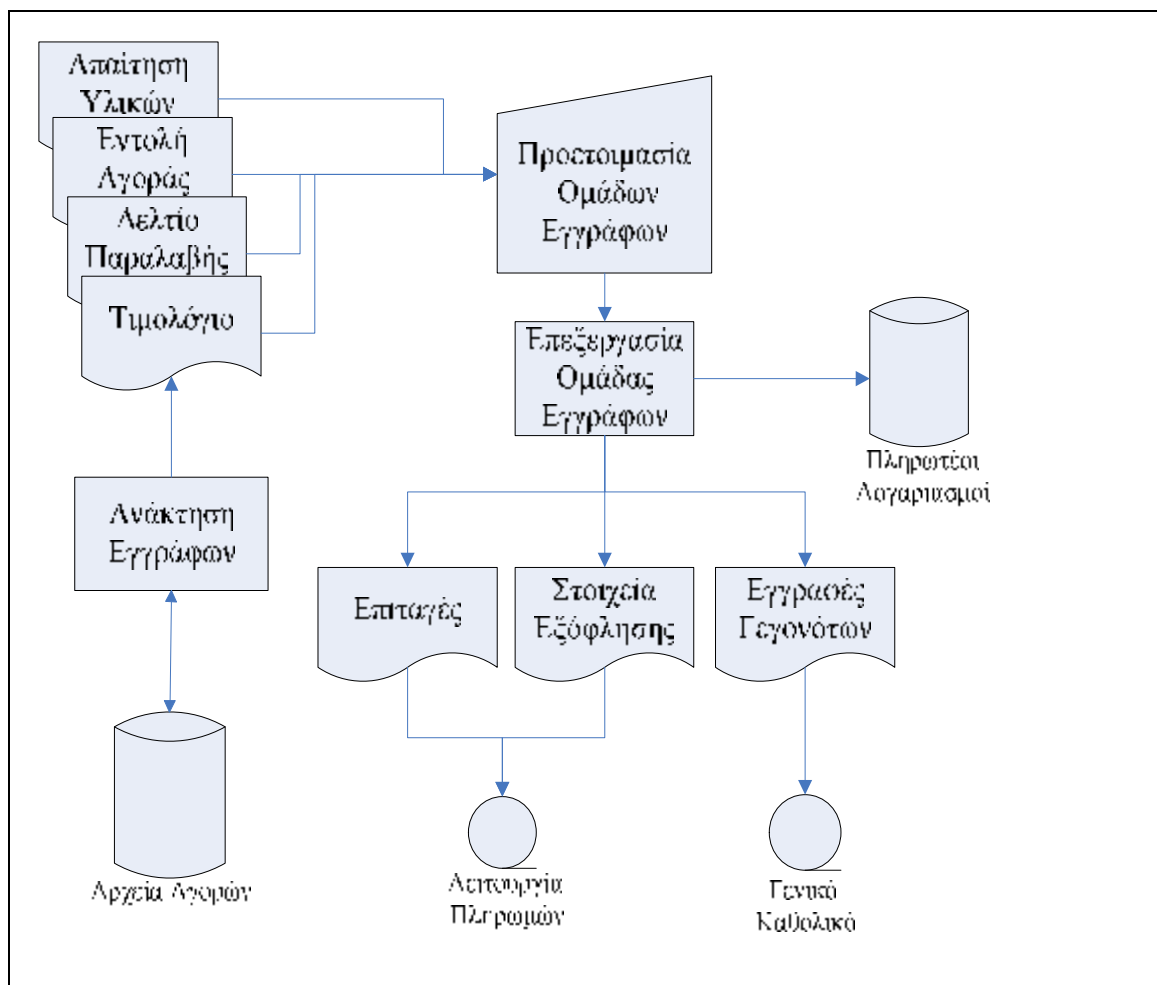 Απαίτηση
Υλικών
Εντολή
Αγοράς
Δελτίο
Παραλαβής
Τιμολόγιο
Προετοιμασία
Ομάδων
Εγγράφων
Επεξεργασία
Ομάδας
Εγγράφων
Πληρωτέοι
Λογαριασμοί
Ανάκτηση
Εγγράφων
Επιταγές
Στοιχεία
Εξόφλησης
Εγγραφές
Γεγονότων
Αρχεία Αγορών
Λειτουργία
Πληρωμών
Γενικό
Καθολικό